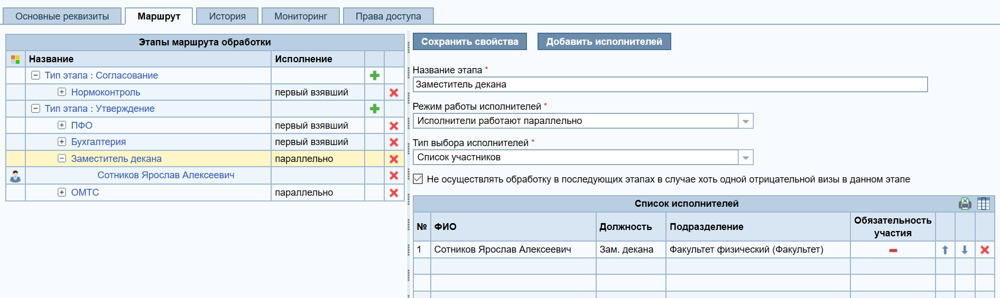 Основные реквизиты Маршрут История Мониторинг Права доступа
Этапы маршрута обработки
Название Исполнение
Тип этапа : Согласование
Нормоконтроль первый взявший
Тип этапа : Утверждение
ПФО первый взявший
Бухгалтерия первый взявший
Заместитель декана параллельно
Сотников Ярослав Алексеевич
ОМТС параллельно
Сохранить свойства Добавить исполнителей
Название этапа *
Заместитель декана
Режим работы исполнителей *
Исполнители работают параллельно
Тип выбора исполнителей *
Список участников
Не осуществлять обработку в последующих этапах в случае хоть одной отрицательной визы в данном этапе
Список исполнителей
№ ФИО Должность Подразделение Обязательность
участия
1 Сотников Ярослав Алексеевич Зам. декана Факультет физический (Факультет)